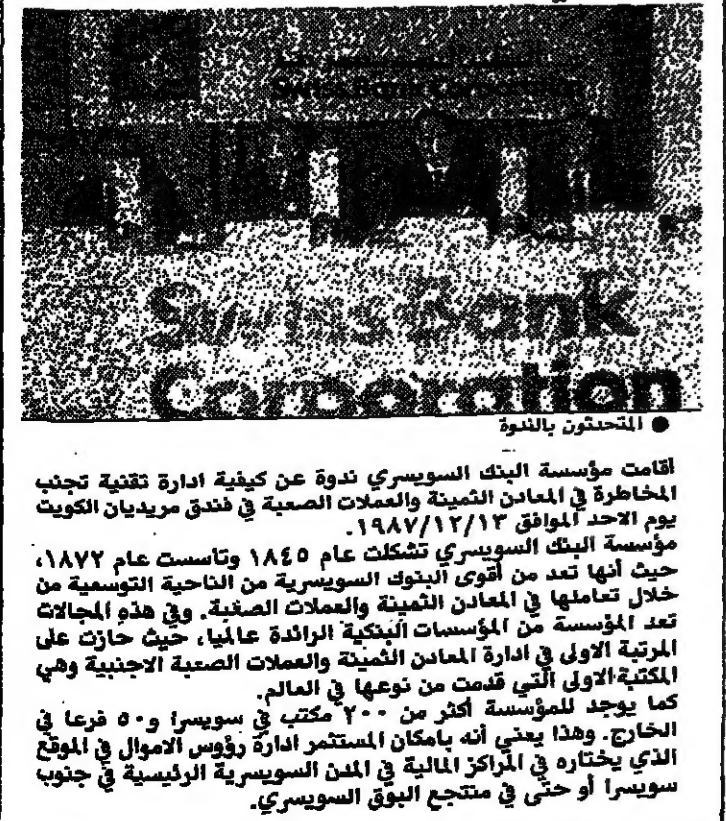 Swiss Bank Corporation
Swiss Bank
Corporation
● المتحدثون بالندوة
أقامت مؤسسة البنك السويسري ندوة عن كيفية ادارة تقنية تجنب
المخاطرة في المعادن الثمينة والعملات الصعبة في فندق مريديان الكويت
يوم الاحد الموافق ١٩٨٧/١٢/١٣.
مؤسسة البنك السويسري تشكلت عام ١٨٤٥ وتأسست عام ١٨٧٢،
حيث أنها تعد من أقوى البنوك السويسرية من الناحية التوسعية من
خلال تعاملها في المعادن الثمينة والعملات الصعبة. وفي هذه المجالات
تعد المؤسسة من المؤسسات البنكية الرائدة عالميا، حيث حازت على
المرتبة الاولى في ادارة المعادن الثمينة والعملات الصعبة الاجنبية وهي
المكتبة الاولى التي قدمت من نوعها في العالم.
كما يوجد للمؤسسة أكثر من ٢٠٠ مكتب في سويسرا و٥٠ فرعا في
الخارج. وهذا يعني أنه بامكان المستثمر ادارة رؤوس الاموال في الموقع
الذي يختاره في المراكز المالية في المدن السويسرية الرئيسية في جنوب
سويسرا أو حتى في منتجع البوق السويسري.